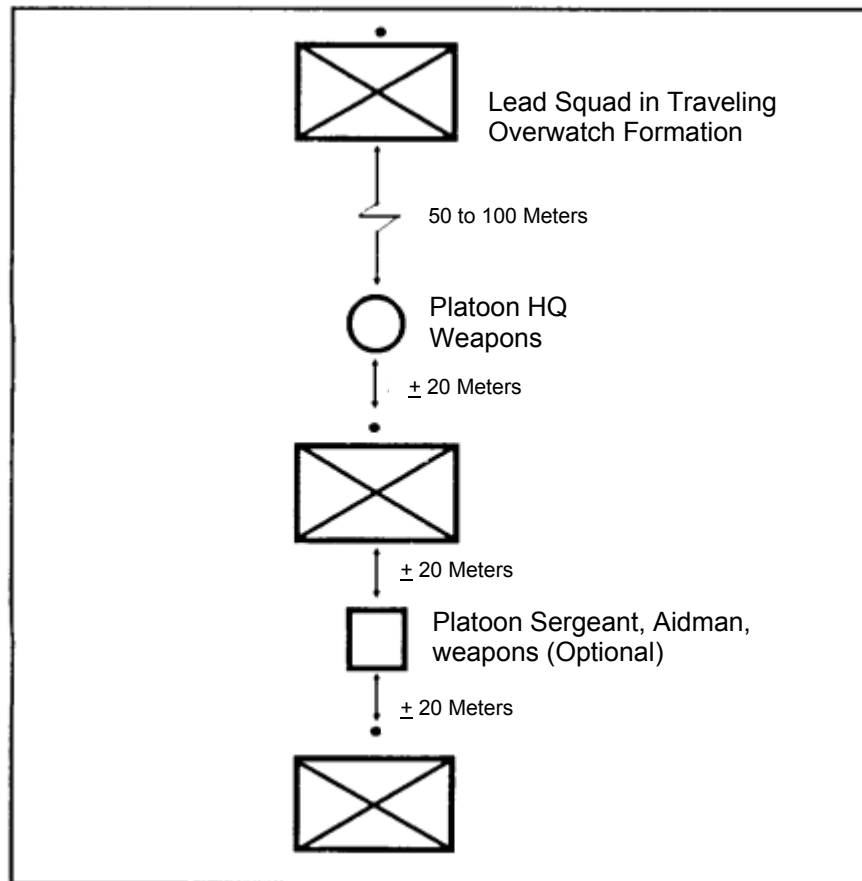 Lead Squad in Traveling
Overwatch Formation
50 to 100 Meters
Platoon HQ
Weapons
± 20 Meters
± 20 Meters
Platoon Sergeant, Aidman,
weapons (Optional)
± 20 Meters